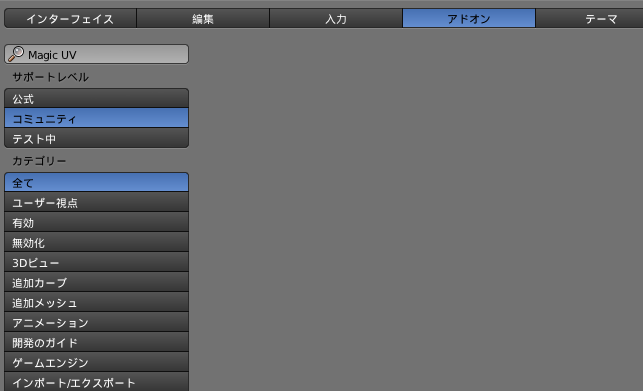 インターフェイス 編集 入力 アドオン テーマ
Magic UV
サポートレベル
公式
コミュニティ
テスト中
カテゴリー
全て
ユーザー視点
有効
無効化
3Dビュー
追加カーブ
追加メッシュ
アニメーション
開発のガイド
ゲームエンジン
インポート/エクスポート